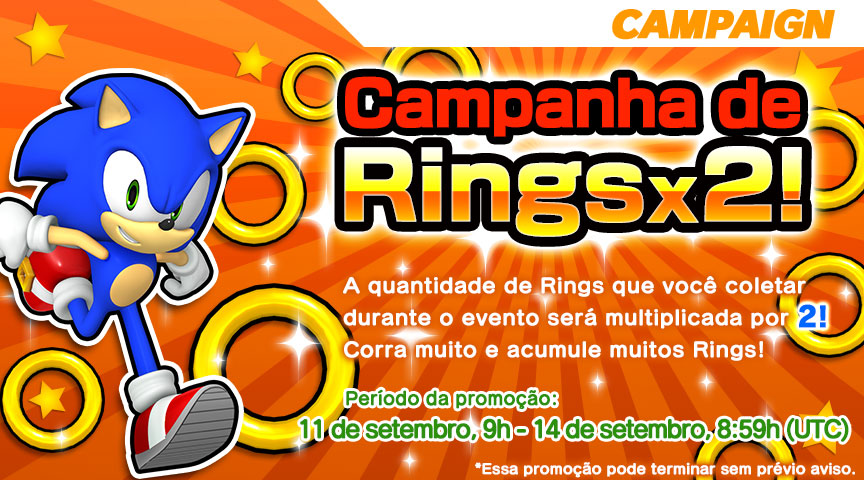 CAMPAIGN
Campanha de
Ringsx2!
A quantidade de Rings que você coletar
durante o evento será multiplicada por 2!
Corra muito e acumule muitos Rings!
Período da promoção:
11 de setembro, 9h - 14 de setembro, 8:59h (UTC)
*Essa promoção pode terminar sem prévio aviso.